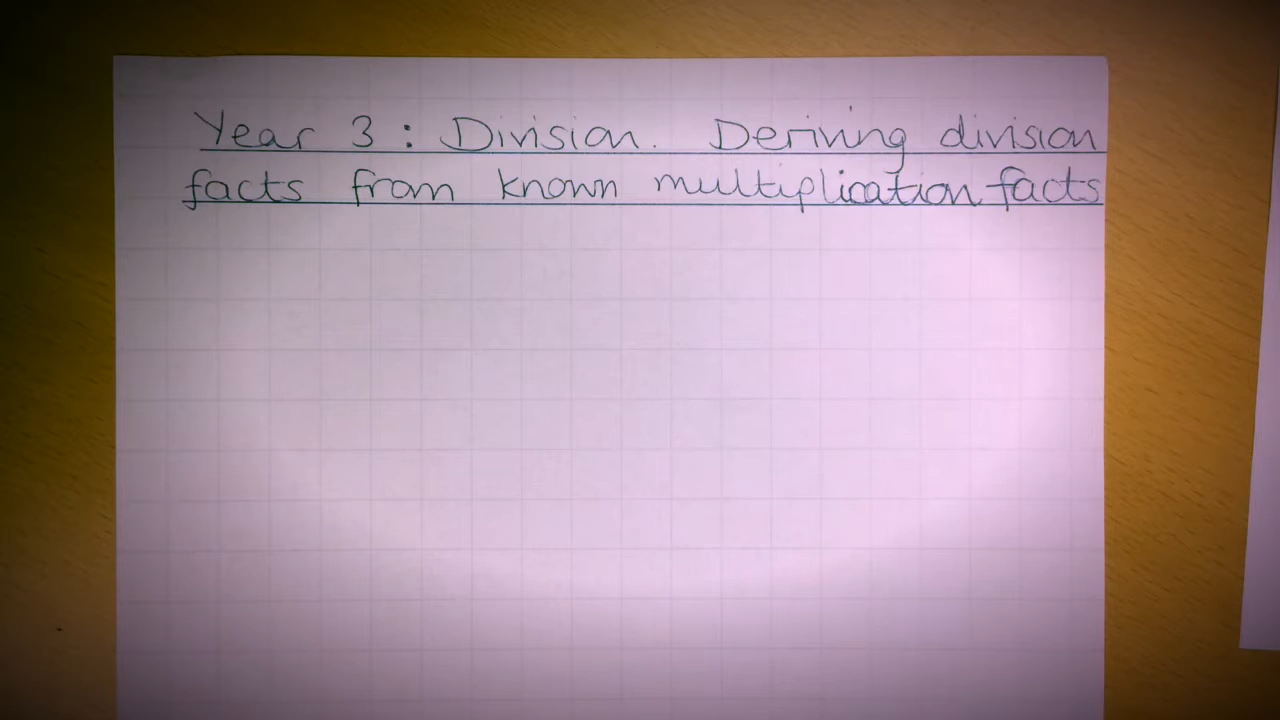 Year 3 : Division. Deriving division
facts from known multiplication facts